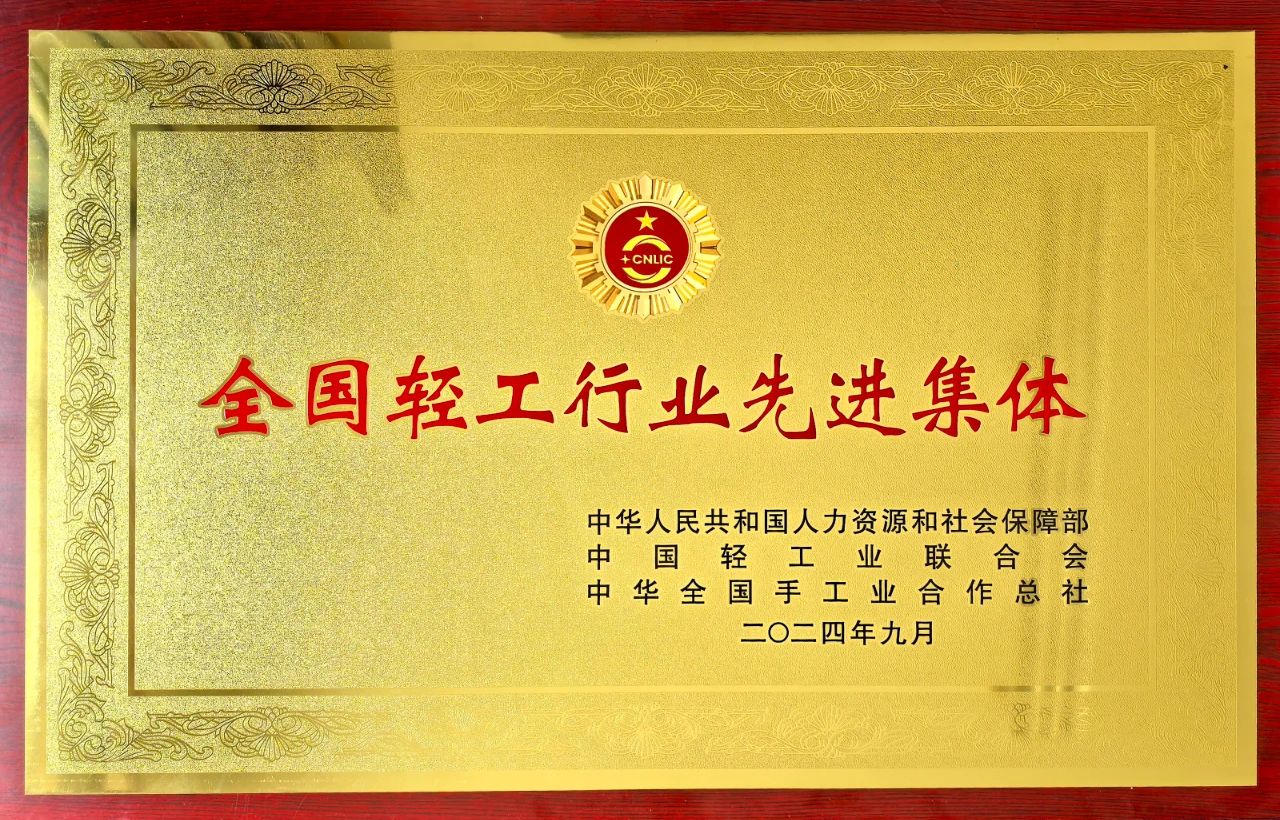 CNLIC
全国轻工行业先进集体
中华人民共和国人力资源和社会保障部
中国轻工业联合会
中华全国手工业合作总社
二〇二四年九月